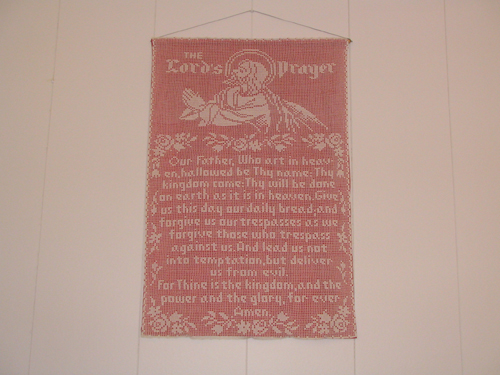 THE
Lord's Prayer
Our Father, Who art in heav-
en, hallowed be Thy name: Thy
kingdom come: Thy will be done
on earth as it is in heaven. Give
us this day our daily bread; and
forgive us our trespasses as we
forgive those who trespass
against us. And lead us not
into temptation, but deliver
us from evil.
For Thine is the kingdom, and the
power and the glory, for ever
Amen.